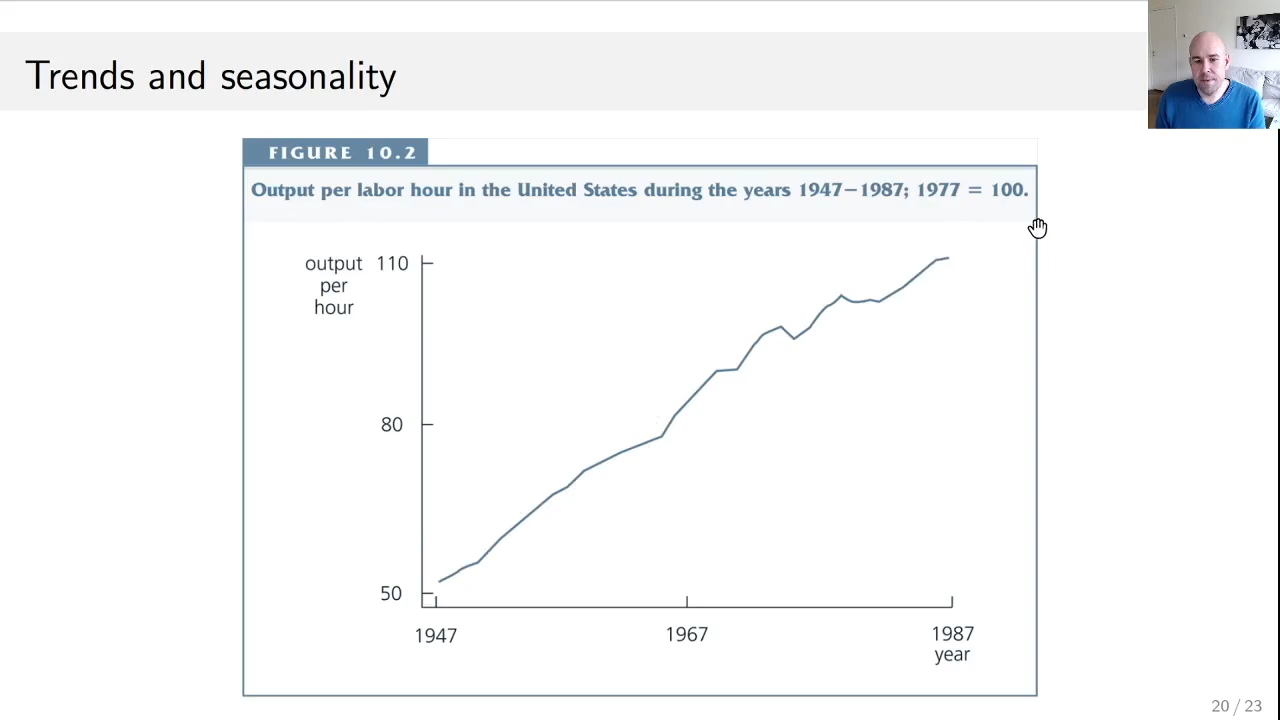 Trends and seasonality
FIGURE 10.2
Output per labor hour in the United States during the years 1947–1987; 1977 = 100.
output
per
hour
110
80
50
1947
1967
1987
year
20 / 23